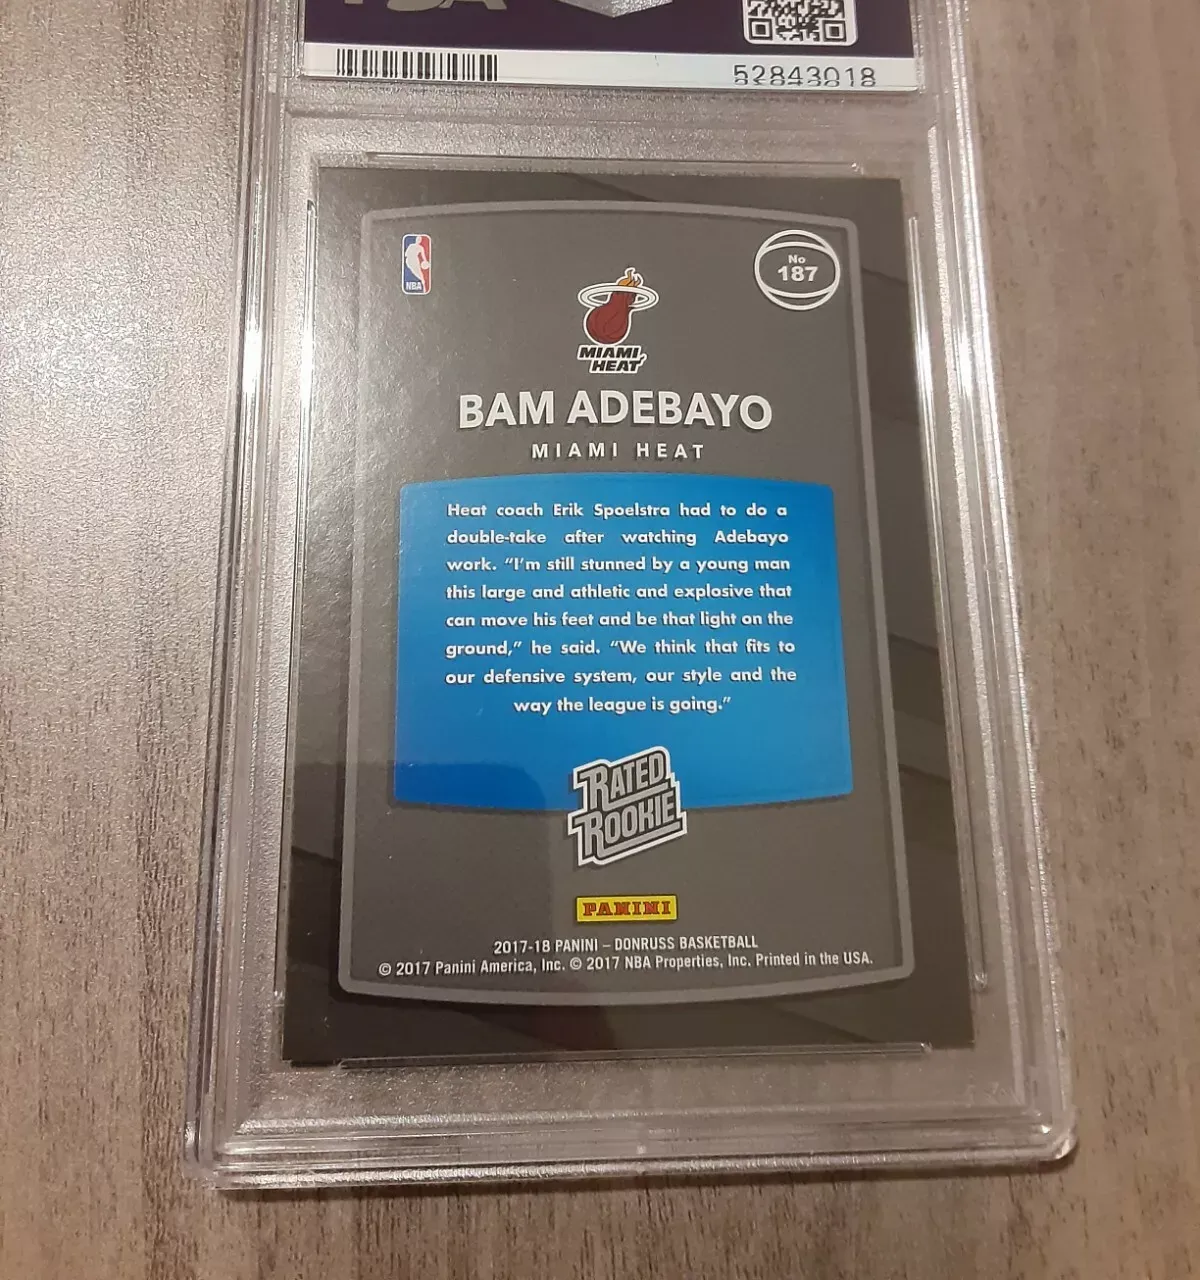 PSA
52843018
NBA
No
187
MIAMI
HEAT
BAM ADEBAYO
MIAMI HEAT
Heat coach Erik Spoelstra had to do a
double-take after watching Adebayo
work. “I’m still stunned by a young man
this large and athletic and explosive that
can move his feet and be that light on the
ground,” he said. “We think that fits to
our defensive system, our style and the
way the league is going.”
RATED
ROOKIE
PANINI
2017-18 PANINI – DONRUSS BASKETBALL
© 2017 Panini America, Inc. © 2017 NBA Properties, Inc. Printed in the USA.